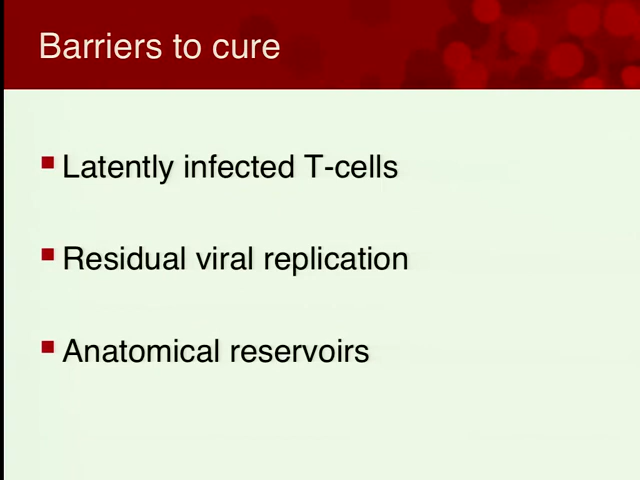 Barriers to cure
Latently infected T-cells
Residual viral replication
Anatomical reservoirs